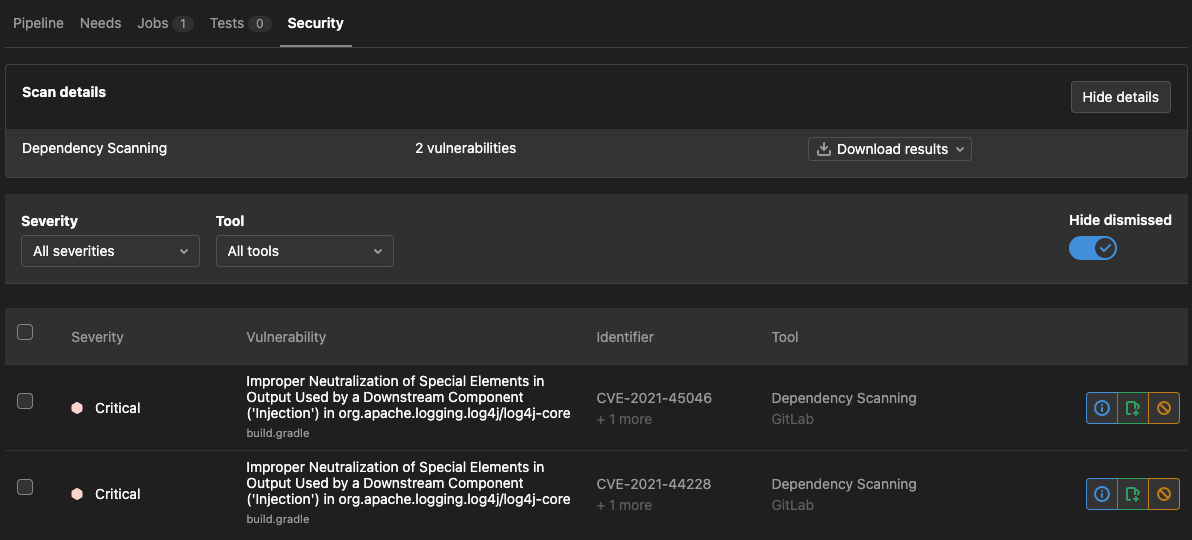 Pipeline Needs Jobs 1 Tests 0 Security
Scan details
Hide details
Dependency Scanning 2 vulnerabilities Download results
Severity Tool Hide dismissed
All severities All tools
Severity Vulnerability Identifier Tool
Improper Neutralization of Special Elements in
Output Used by a Downstream Component
('Injection') in org.apache.logging.log4j/log4j-core
build.gradle
Critical
CVE-2021-45046
+ 1 more
Dependency Scanning
GitLab
Improper Neutralization of Special Elements in
Output Used by a Downstream Component
('Injection') in org.apache.logging.log4j/log4j-core
build.gradle
Critical
CVE-2021-44228
+ 1 more
Dependency Scanning
GitLab